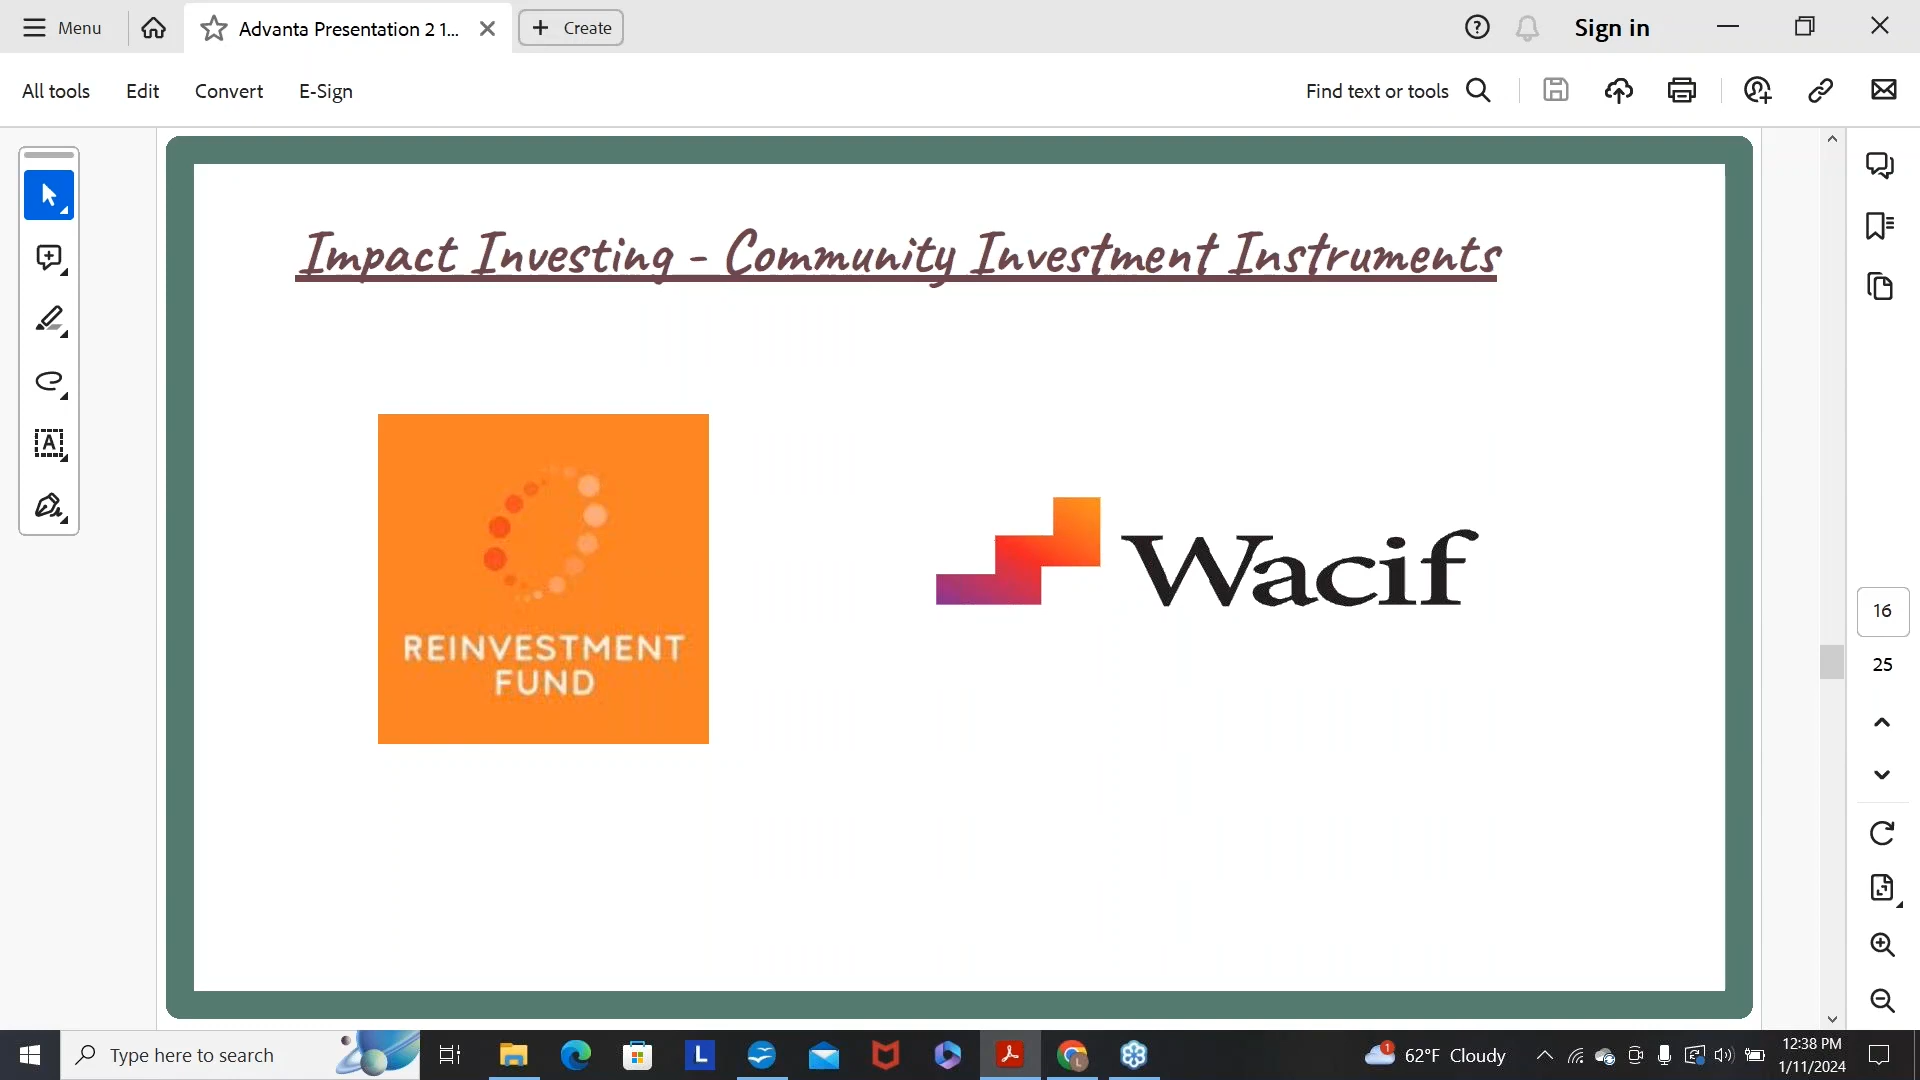 Menu
Advanta Presentation 2 1...
Create
Sign in
All tools
Edit
Convert
E-Sign
Find text or tools
Impact Investing - Community Investment Instruments
REINVESTMENT
FUND
Wacif
16
25
Type here to search
L
1
62°F Cloudy
12:38 PM
1/11/2024